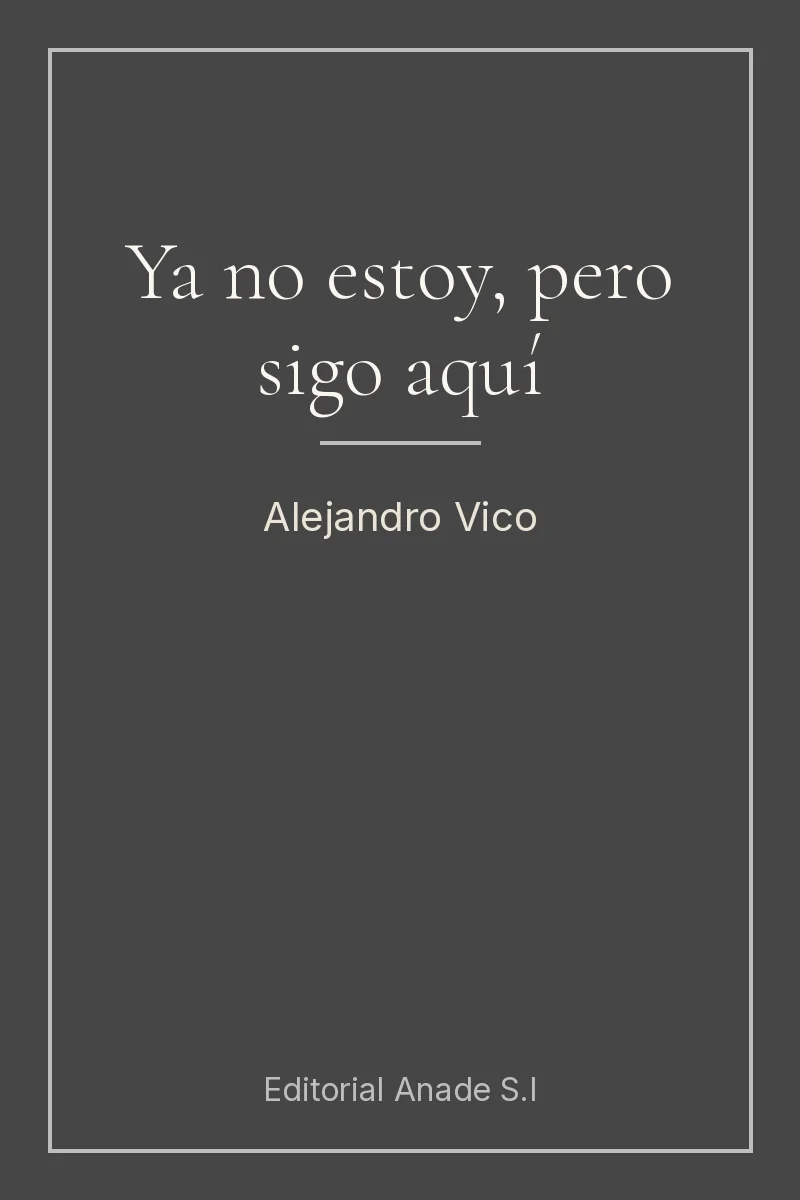 Ya no estoy, pero
sigo aquí
Alejandro Vico
Editorial Anade S.l